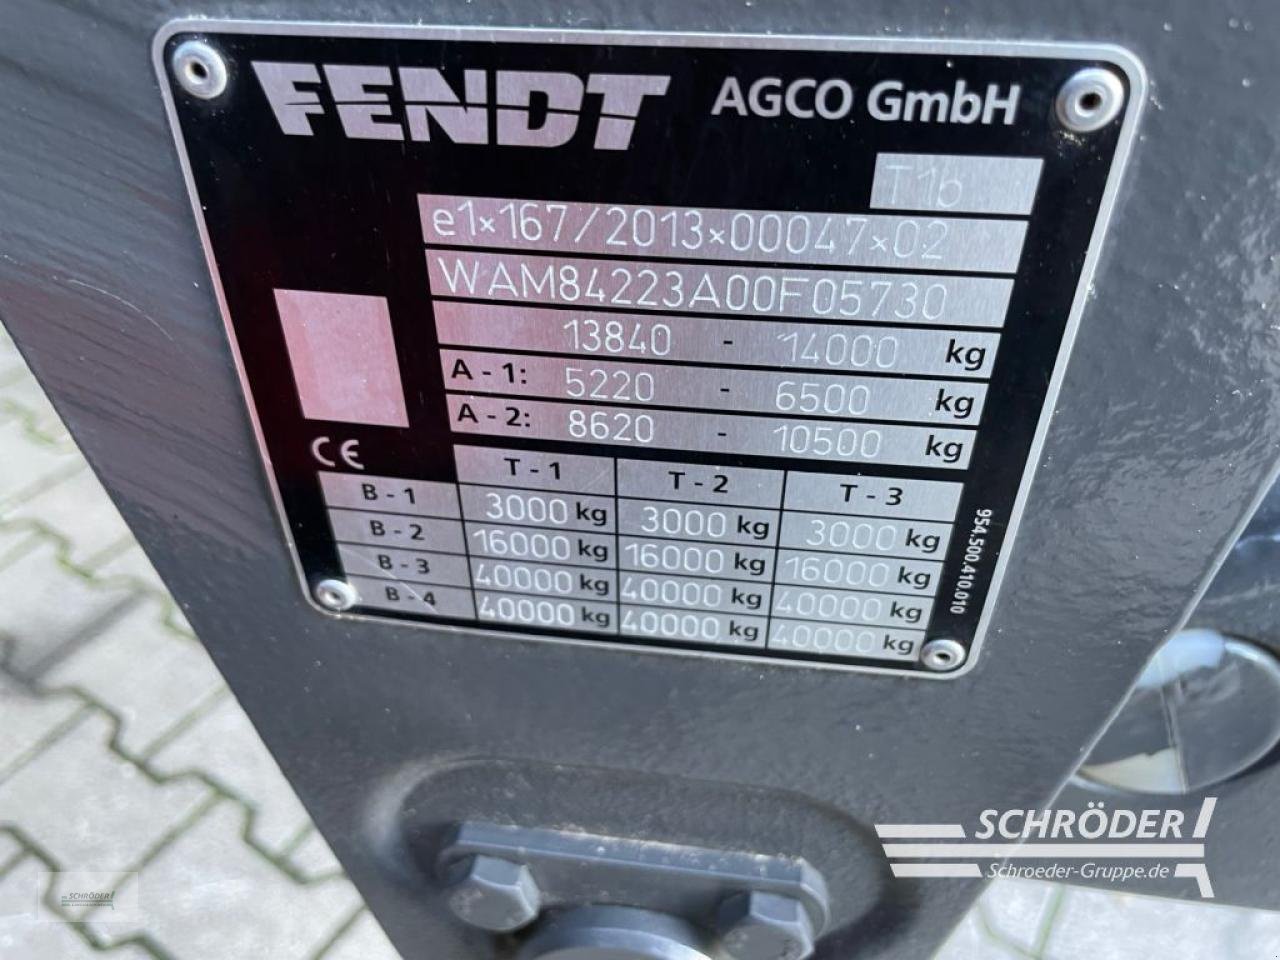 FENDT AGCO GmbH
T1b
e1×167/2013×00047×02
WAM84223A00F05730
13840 - 14000 kg
A - 1: 5220 - 6500 kg
A - 2: 8620 - 10500 kg
CE
T - 1 T - 2 T - 3
B - 1 3000 kg 3000 kg 3000 kg
B - 2 16000 kg 16000 kg 16000 kg
B - 3 40000 kg 40000 kg 40000 kg
B - 4 40000 kg 40000 kg 40000 kg
954.500.410.010
SCHRÖDER
Schroeder-Gruppe.de
SCHRÖDER